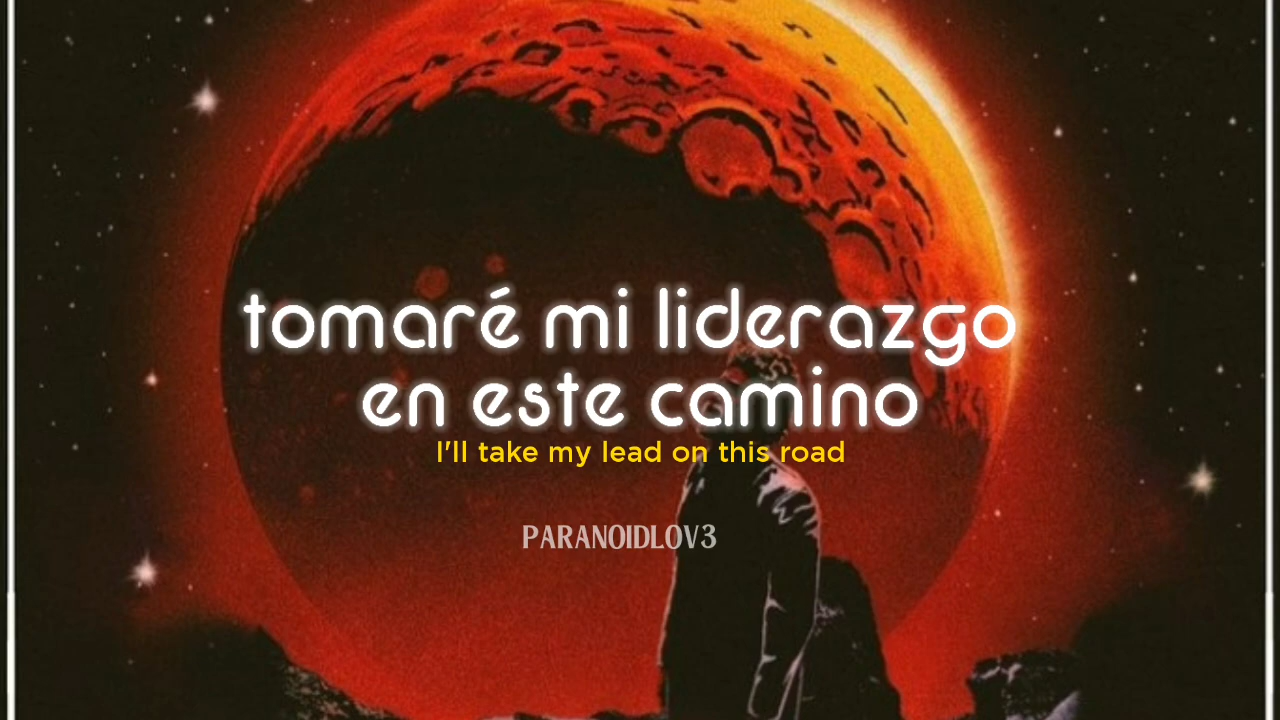 tomaré mi liderazgo
en este camino
I'll take my lead on this road
PARANOIDLOV3